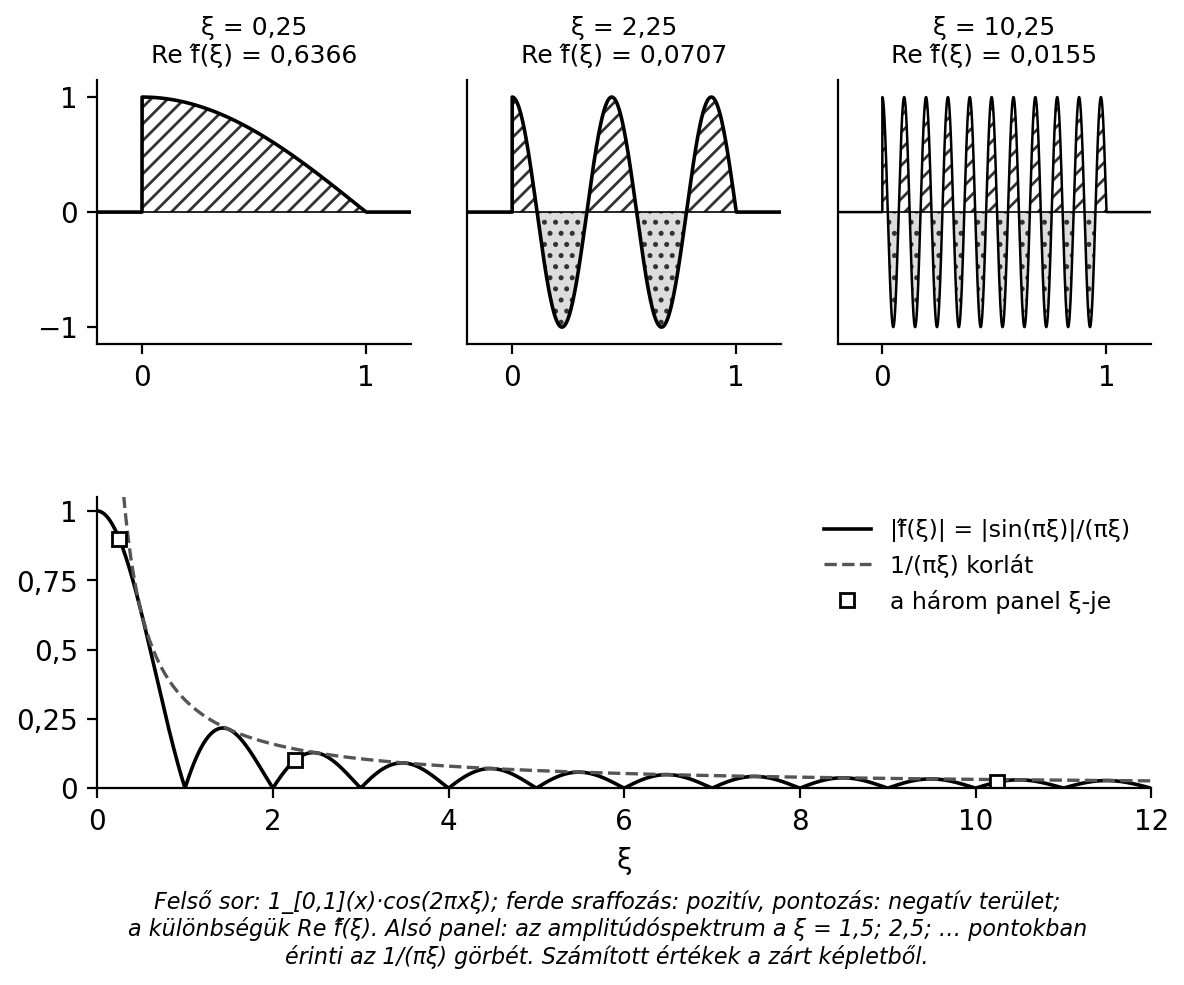 ξ = 0,25
Re f̂(ξ) = 0,6366
ξ = 2,25
Re f̂(ξ) = 0,0707
ξ = 10,25
Re f̂(ξ) = 0,0155
1
0
−1
0 1
0 1
0 1
1
0,75
0,5
0,25
0
|f̂(ξ)| = |sin(πξ)|/(πξ)
1/(πξ) korlát
a három panel ξ-je
0 2 4 6 8 10 12
ξ
Felső sor: 1_[0,1](x)·cos(2πxξ); ferde sraffozás: pozitív, pontozás: negatív terület;
a különbségük Re f̂(ξ). Alsó panel: az amplitúdóspektrum a ξ = 1,5; 2,5; … pontokban
érinti az 1/(πξ) görbét. Számított értékek a zárt képletből.